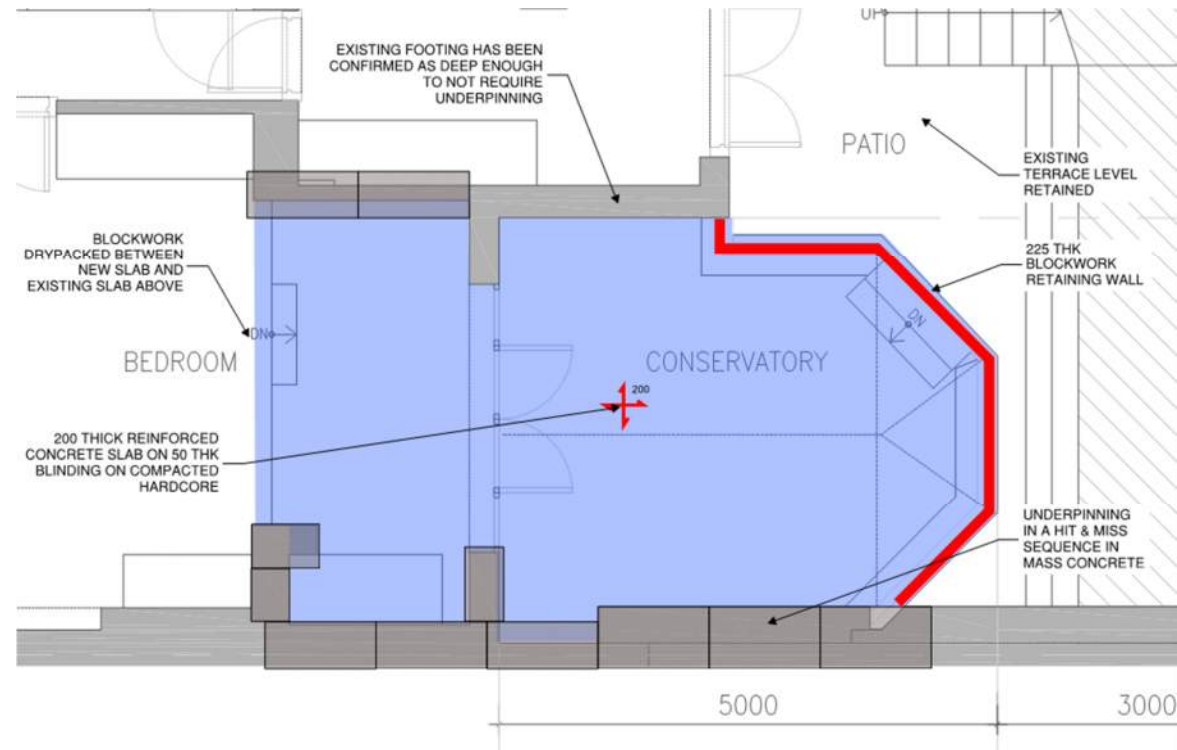 UP
EXISTING FOOTING HAS BEEN
CONFIRMED AS DEEP ENOUGH
TO NOT REQUIRE
UNDERPINNING
PATIO
EXISTING
TERRACE LEVEL
RETAINED
BLOCKWORK
DRYPACKED BETWEEN
NEW SLAB AND
EXISTING SLAB ABOVE
225 THK
BLOCKWORK
RETAINING WALL
DN
DN
BEDROOM
CONSERVATORY
200
200 THICK REINFORCED
CONCRETE SLAB ON 50 THK
BLINDING ON COMPACTED
HARDCORE
UNDERPINNING
IN A HIT & MISS
SEQUENCE IN
MASS CONCRETE
5000
3000